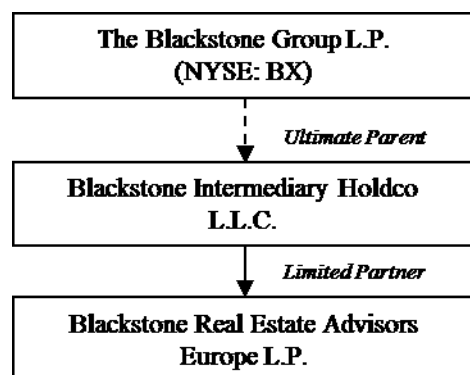 The Blackstone Group L.P.
(NYSE: BX)
Ultimate Parent
Blackstone Intermediary Holdco
L.L.C.
Limited Partner
Blackstone Real Estate Advisors
Europe L.P.